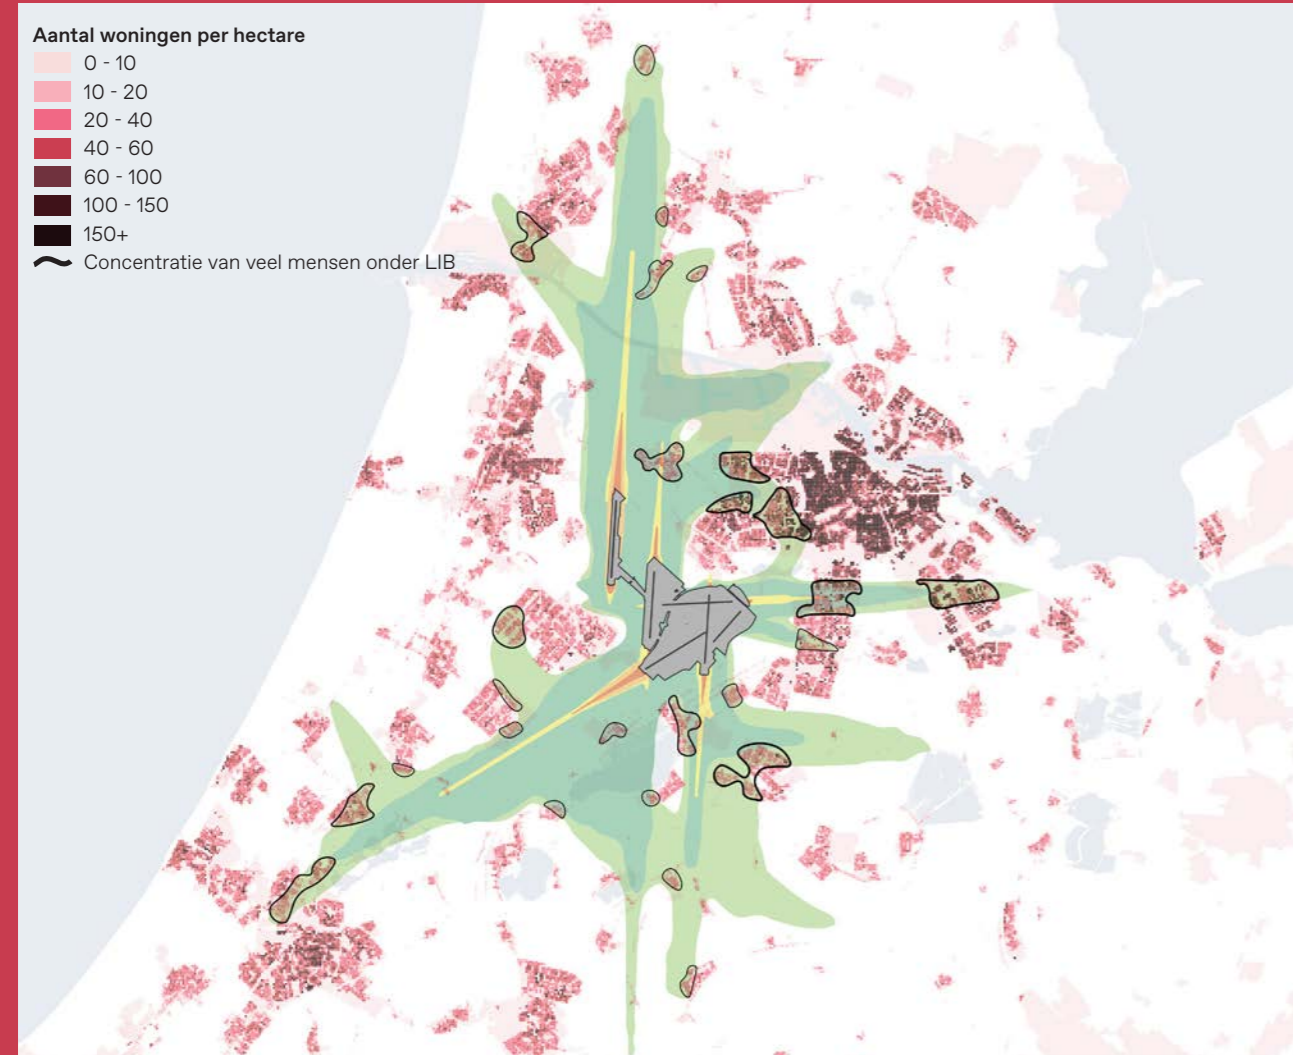 Aantal woningen per hectare
0 - 10
10 - 20
20 - 40
40 - 60
60 - 100
100 - 150
150+
Concentratie van veel mensen onder LIB